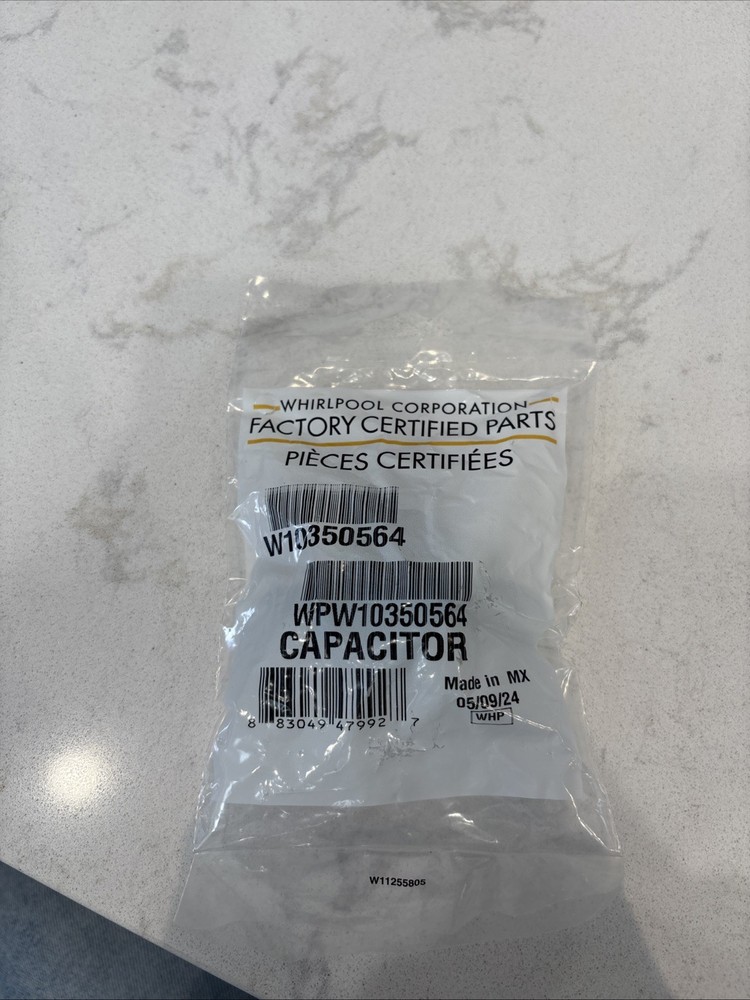 WHIRLPOOL CORPORATION
FACTORY CERTIFIED PARTS
PIÈCES CERTIFIÉES
W10350564
WPW10350564
CAPACITOR
Made in MX
05/09/24
WHP
8 83049 47992 7
W11255805